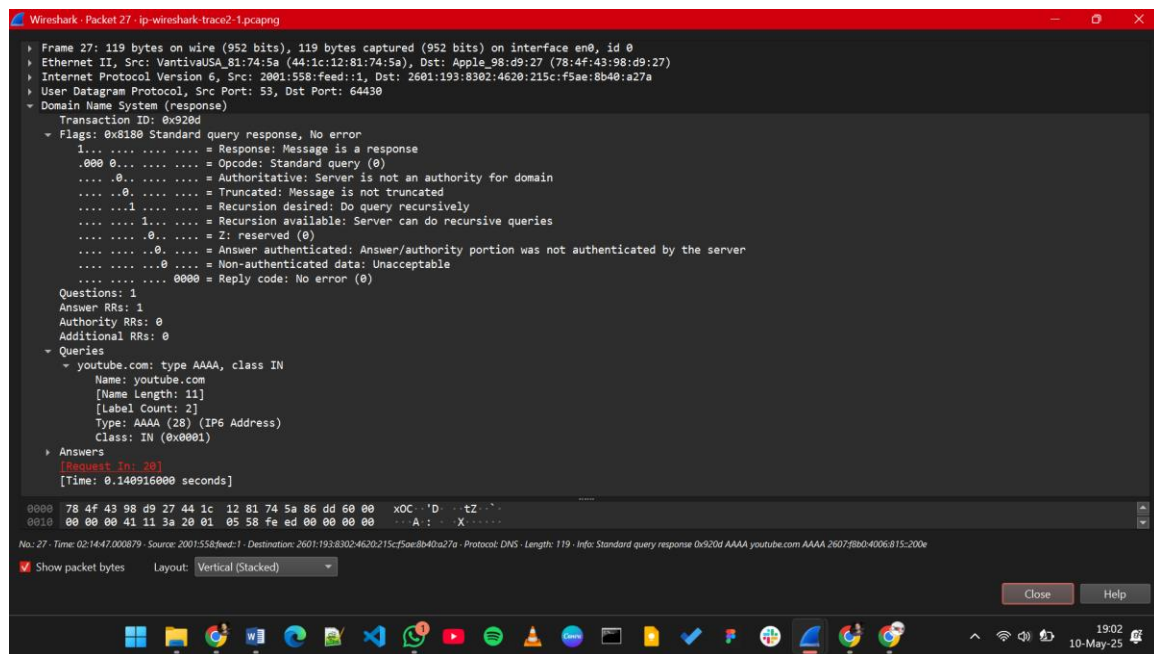 Wireshark · Packet 27 · ip-wireshark-trace2-1.pcapng
Frame 27: 119 bytes on wire (952 bits), 119 bytes captured (952 bits) on interface en0, id 0
Ethernet II, Src: VantivaUSA_81:74:5a (44:1c:12:81:74:5a), Dst: Apple_98:d9:27 (78:4f:43:98:d9:27)
Internet Protocol Version 6, Src: 2001:558:feed::1, Dst: 2601:193:8302:4620:215c:f5ae:8b40:a27a
User Datagram Protocol, Src Port: 53, Dst Port: 64430
Domain Name System (response)
Transaction ID: 0x920d
Flags: 0x8180 Standard query response, No error
1... .... .... .... = Response: Message is a response
.000 0... .... .... = Opcode: Standard query (0)
.... .0.. .... .... = Authoritative: Server is not an authority for domain
.... ..0. .... .... = Truncated: Message is not truncated
.... ...1 .... .... = Recursion desired: Do query recursively
.... .... 1... .... = Recursion available: Server can do recursive queries
.... .... .0.. .... = Z: reserved (0)
.... .... ..0. .... = Answer authenticated: Answer/authority portion was not authenticated by the server
.... .... ...0 .... = Non-authenticated data: Unacceptable
.... .... .... 0000 = Reply code: No error (0)
Questions: 1
Answer RRs: 1
Authority RRs: 0
Additional RRs: 0
Queries
youtube.com: type AAAA, class IN
Name: youtube.com
[Name Length: 11]
[Label Count: 2]
Type: AAAA (28) (IP6 Address)
Class: IN (0x0001)
Answers
[Request In: 20]
[Time: 0.140916000 seconds]
0000 78 4f 43 98 d9 27 44 1c 12 81 74 5a 86 dd 60 00 xOC··'D· ··tZ··`·
0010 00 00 00 41 11 3a 20 01 05 58 fe ed 00 00 00 00 ···A·: · ·X······
No.: 27 · Time: 02:14:47.000879 · Source: 2001:558:feed::1 · Destination: 2601:193:8302:4620:215c:f5ae:8b40:a27a · Protocol: DNS · Length: 119 · Info: Standard query response 0x920d AAAA youtube.com AAAA 2607:f8b0:4006:815::200e
Show packet bytes Layout: Vertical (Stacked)
Close Help
1
Canva
19:02
10-May-25